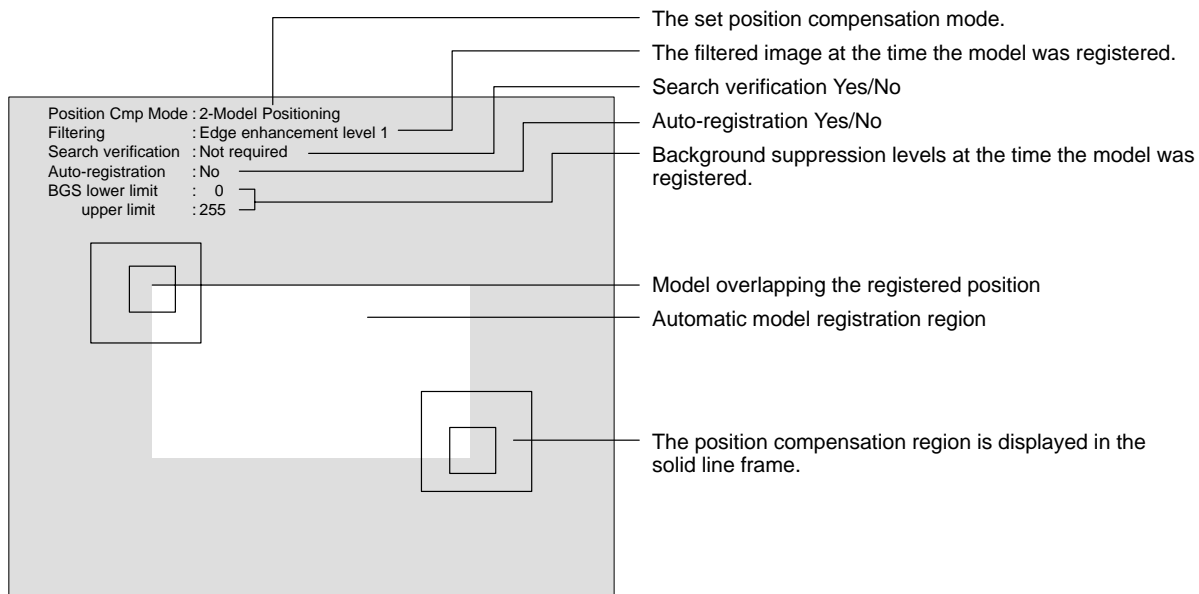 The set position compensation mode.
The filtered image at the time the model was registered.
Search verification Yes/No
Auto-registration Yes/No
Background suppression levels at the time the model was
registered.
Position Cmp Mode : 2-Model Positioning
Filtering : Edge enhancement level 1
Search verification : Not required
Auto-registration : No
BGS lower limit : 0
upper limit : 255
Model overlapping the registered position
Automatic model registration region
The position compensation region is displayed in the
solid line frame.